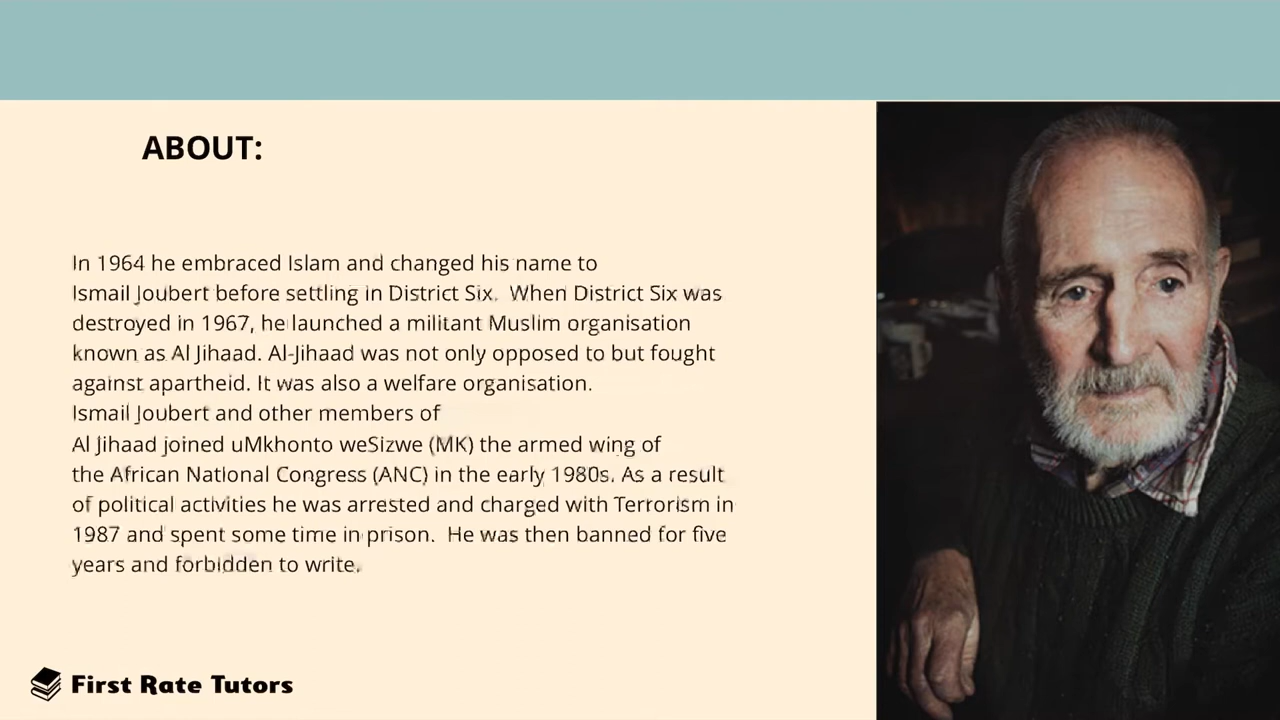 ABOUT:
In 1964 he embraced Islam and changed his name to
Ismail Joubert before settling in District Six.  When District Six was
destroyed in 1967, he launched a militant Muslim organisation
known as Al Jihaad. Al-Jihaad was not only opposed to but fought
against apartheid. It was also a welfare organisation.
Ismail Joubert and other members of
Al Jihaad joined uMkhonto weSizwe (MK) the armed wing of
the African National Congress (ANC) in the early 1980s. As a result
of political activities he was arrested and charged with Terrorism in
1987 and spent some time in prison.  He was then banned for five
years and forbidden to write.
First Rate Tutors